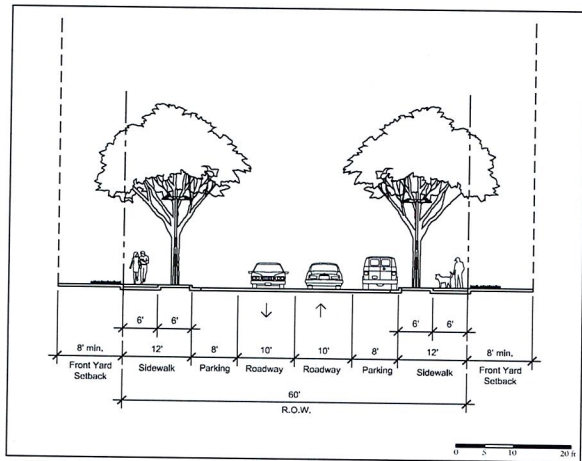 6' 6' 6' 6'
8' min. 12' 8' 10' 10' 8' 12' 8' min.
Front Yard Setback Sidewalk Parking Roadway Roadway Parking Sidewalk Front Yard Setback
60'
R.O.W.
0 5 10 20 ft